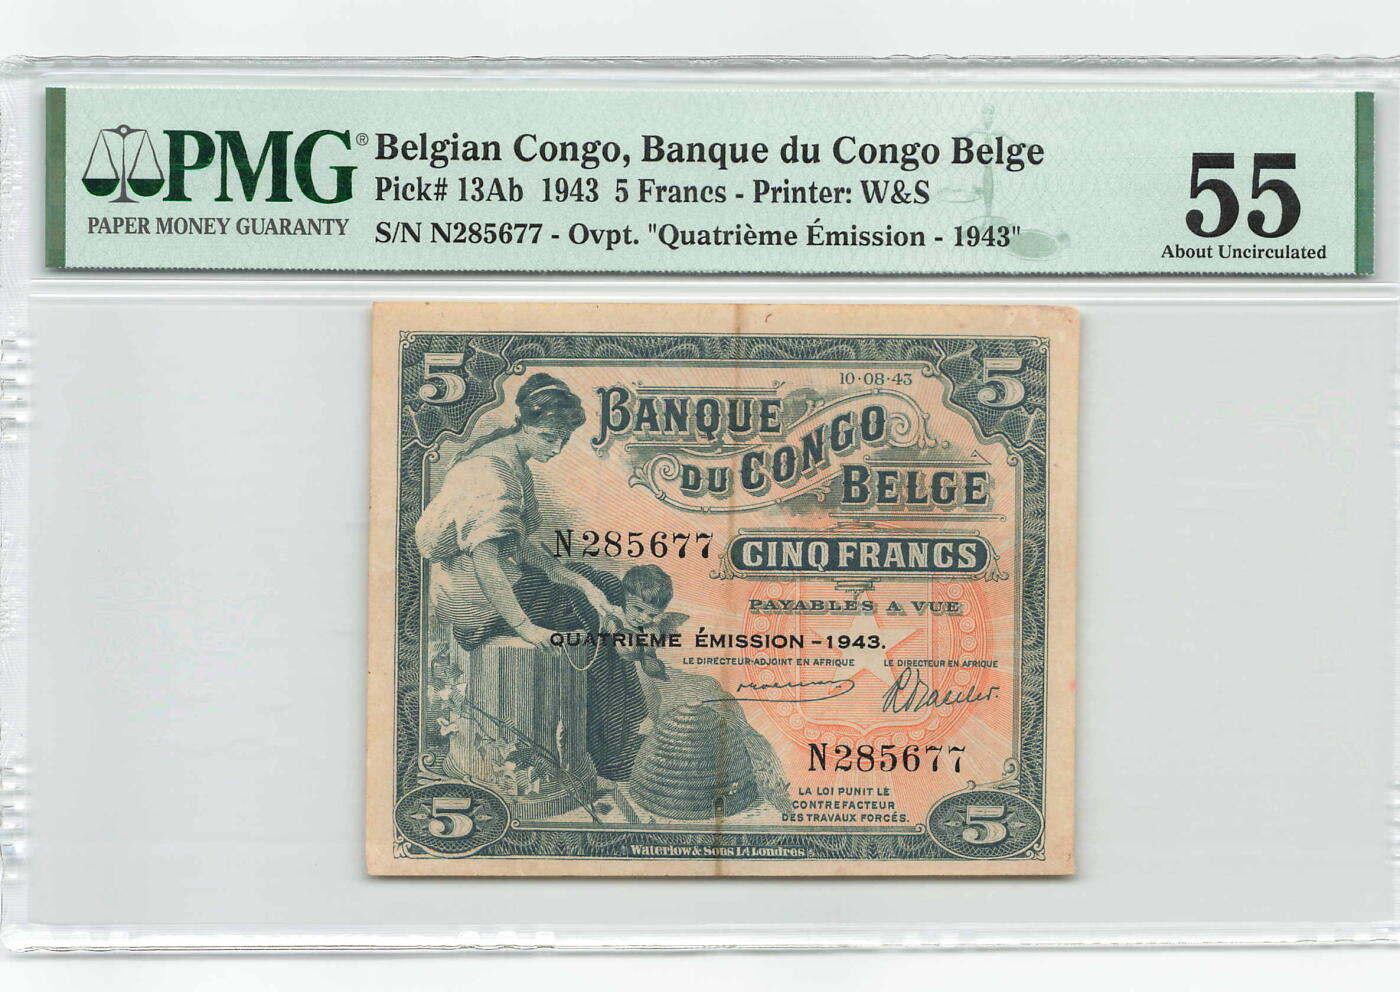 PMG®
PAPER MONEY GUARANTY
Belgian Congo, Banque du Congo Belge
Pick# 13Ab 1943 5 Francs - Printer: W&S
S/N N285677 - Ovpt. "Quatrième Émission - 1943"
55
About Uncirculated
5
5
10·08·43
BANQUE
DU CONGO
BELGE
N285677
CINQ FRANCS
PAYABLES A VUE
QUATRIÈME ÉMISSION - 1943.
LE DIRECTEUR-ADJOINT EN AFRIQUE
LE DIRECTEUR EN AFRIQUE
N285677
LA LOI PUNIT LE
CONTREFACTEUR
DES TRAVAUX FORCÉS.
5
5
Waterlow & Sons Ld Londres